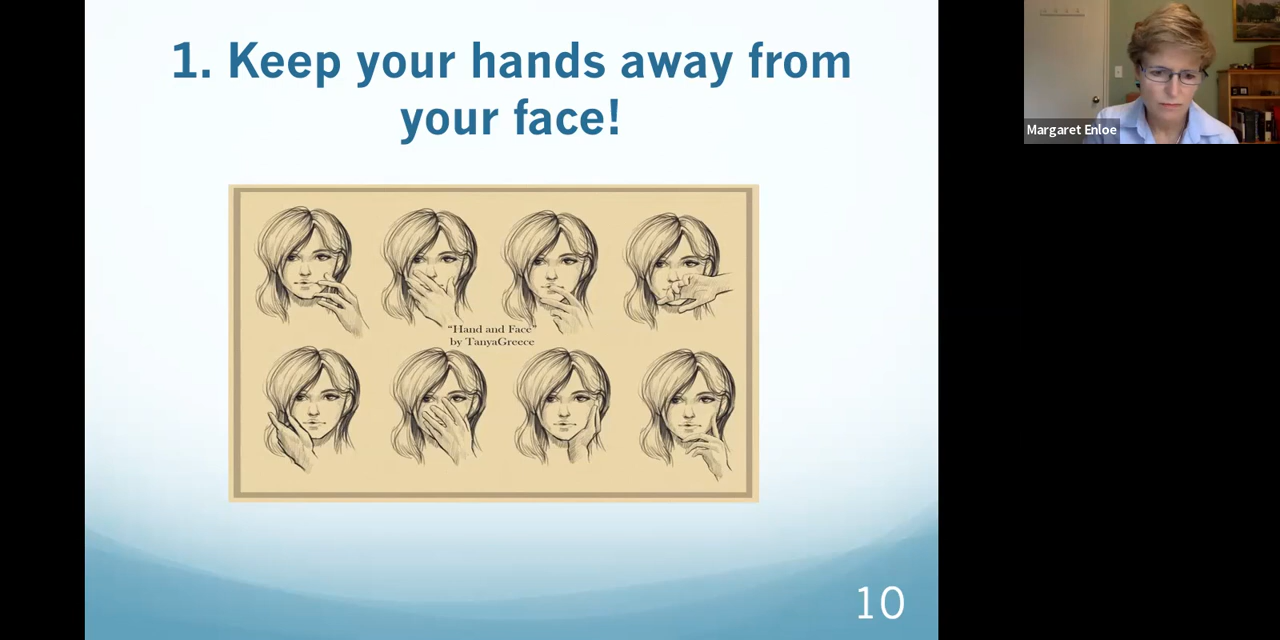 1. Keep your hands away from
your face!
Margaret Enloe
“Hand and Face”
by TanyaGreece
10